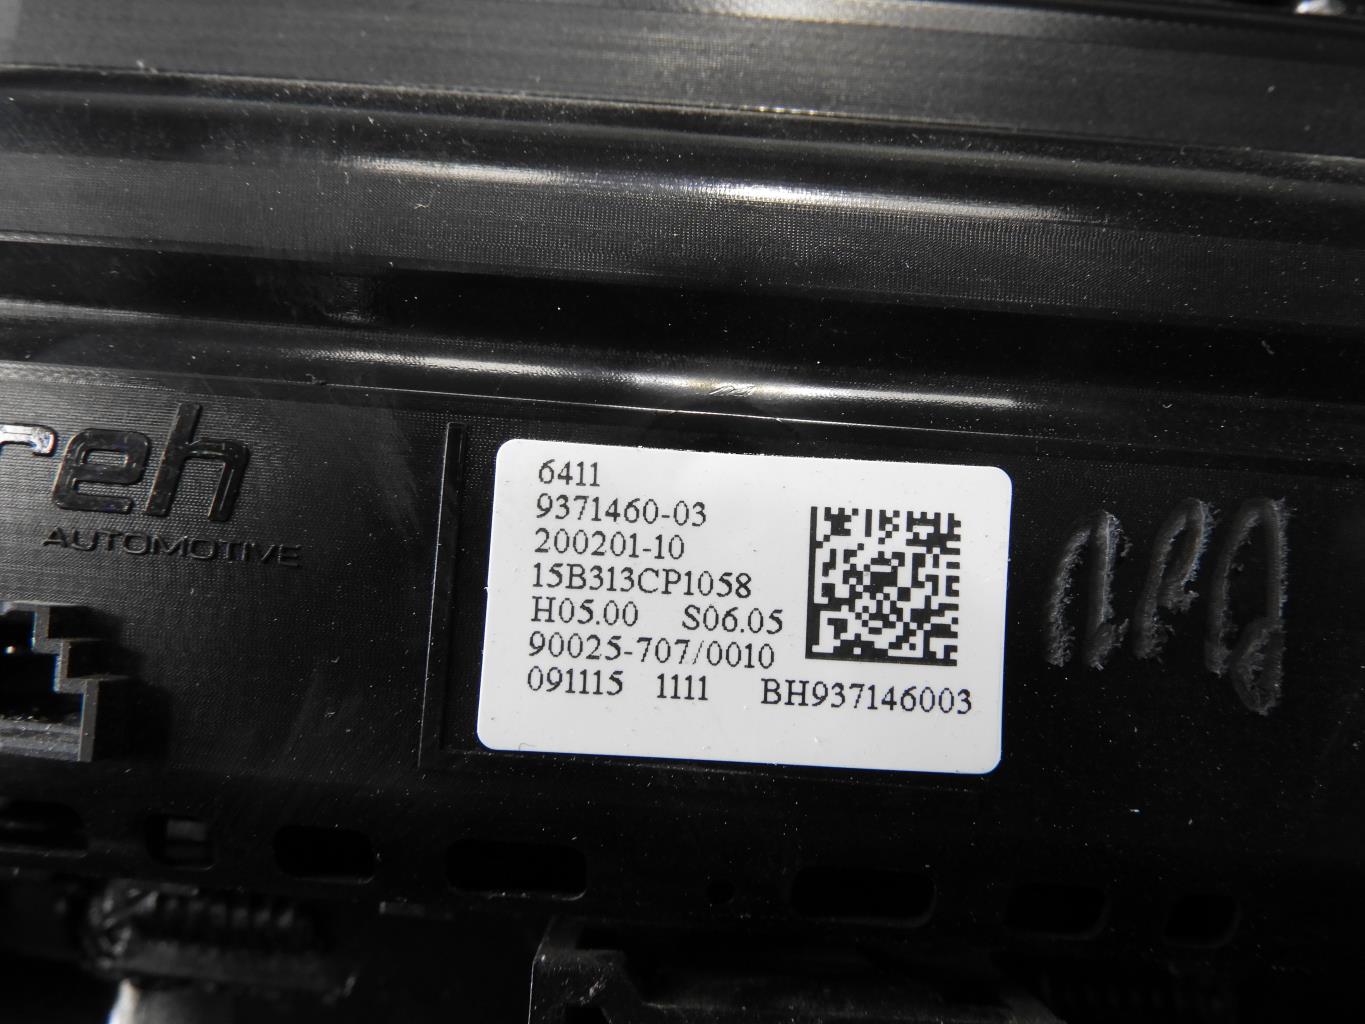 reh
AUTOMOTIVE
6411
9371460-03
200201-10
15B313CP1058
H05.00 S06.05
90025-707/0010
091115 1111 BH937146003